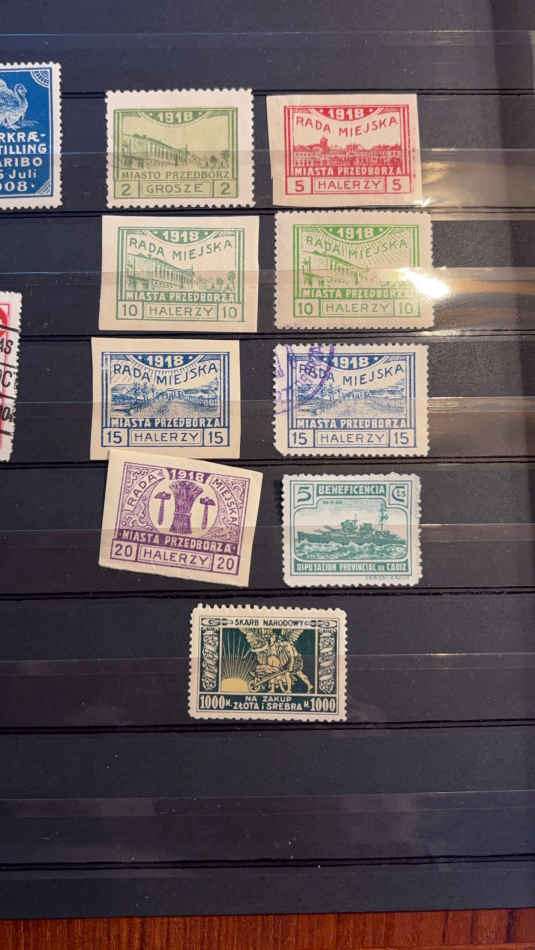 RKRÆ-
TILLING
ARIBO
5 Juli
908.
1918
MIASTO PRZEDBÓRZ
2 GROSZE 2
1918
RADA MIEJSKA
MIASTA PRZEDBORZA
5 HALERZY 5
1918
RADA MIEJSKA
MIASTA PRZEDBORZA
10 HALERZY 10
1918
RADA MIEJSKA
MIASTA PRZEDBORZA
10 HALERZY 10
1918
RADA MIEJSKA
MIASTA PRZEDBORZA
15 HALERZY 15
1918
RADA MIEJSKA
MIASTA PRZEDBORZA
15 HALERZY 15
1918
RADA MIEJSKA
MIASTA PRZEDBORZA
20 HALERZY 20
5 BENEFICENCIA CTS
DIPUTACION PROVINCIAL DE CADIZ
SKARB NARODOWY
1000 M. NA ZAKUP M. 1000
ZŁOTA i SREBRA